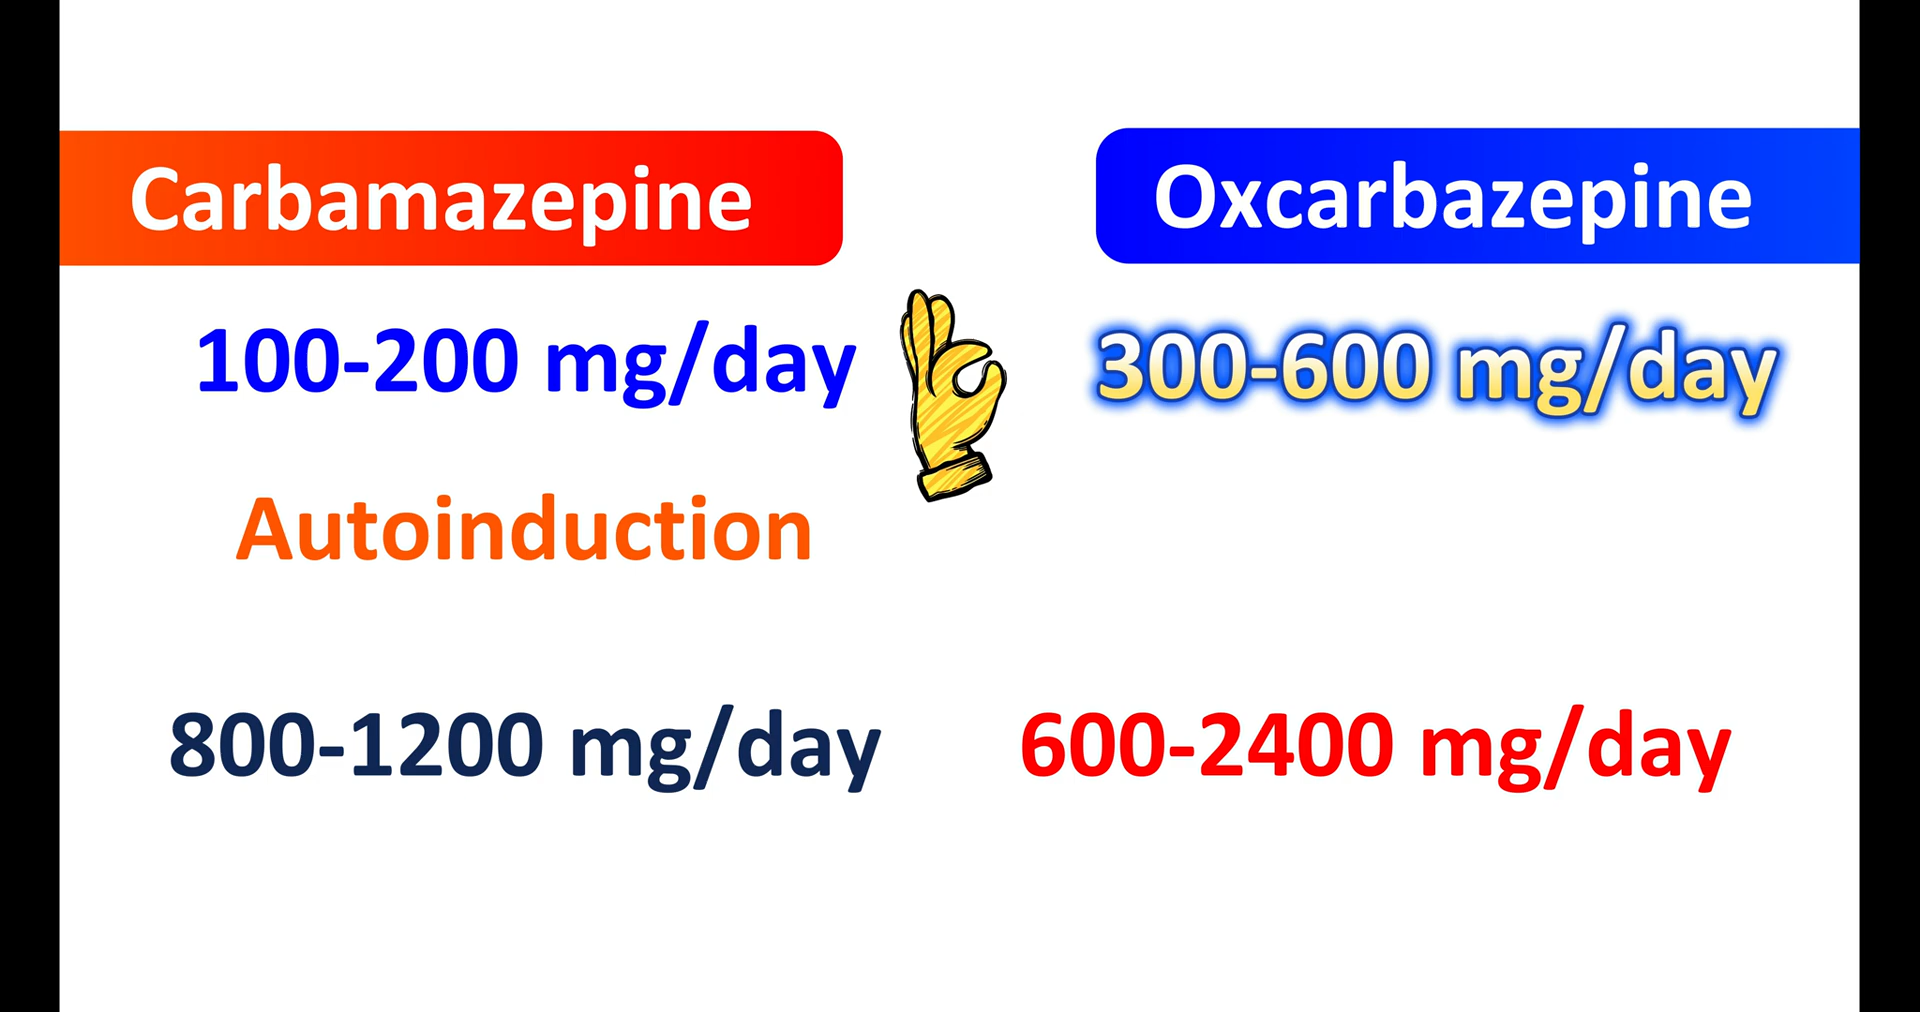 Carbamazepine
Oxcarbazepine
100-200 mg/day
300-600 mg/day
Autoinduction
800-1200 mg/day
600-2400 mg/day